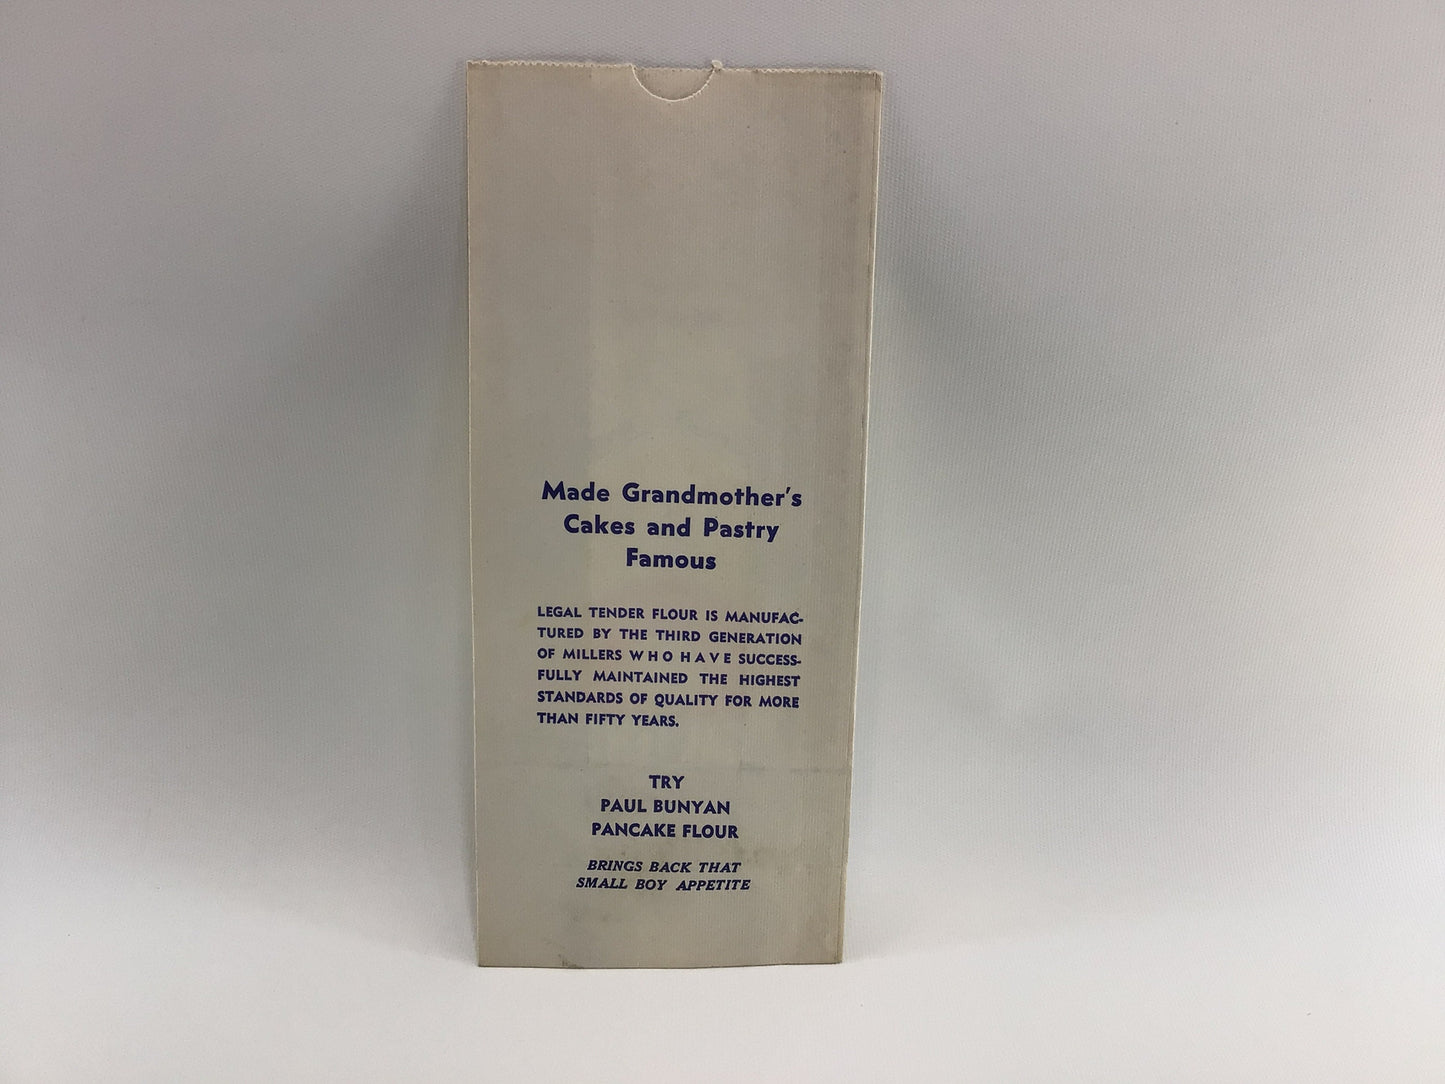 Made Grandmother's
Cakes and Pastry
Famous
LEGAL TENDER FLOUR IS MANUFAC-
TURED BY THE THIRD GENERATION
OF MILLERS WHO HAVE SUCCESS-
FULLY MAINTAINED THE HIGHEST
STANDARDS OF QUALITY FOR MORE
THAN FIFTY YEARS.
TRY
PAUL BUNYAN
PANCAKE FLOUR
BRINGS BACK THAT
SMALL BOY APPETITE